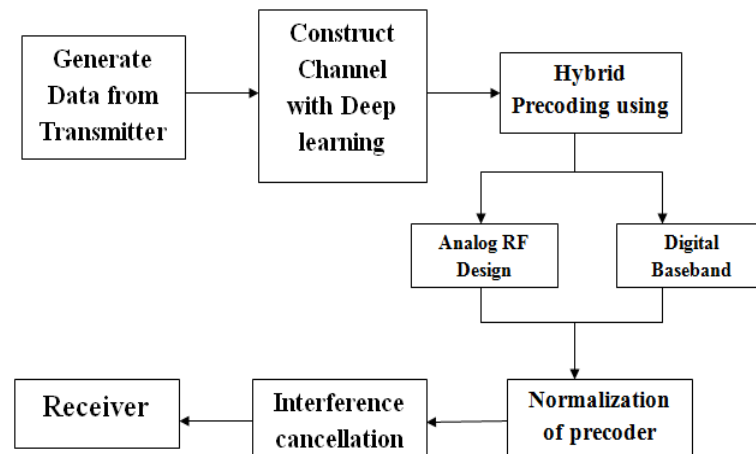 Generate
Data from
Transmitter
Construct
Channel
with Deep
learning
Hybrid
Precoding using
Analog RF
Design
Digital
Baseband
Normalization
of precoder
Interference
cancellation
Receiver